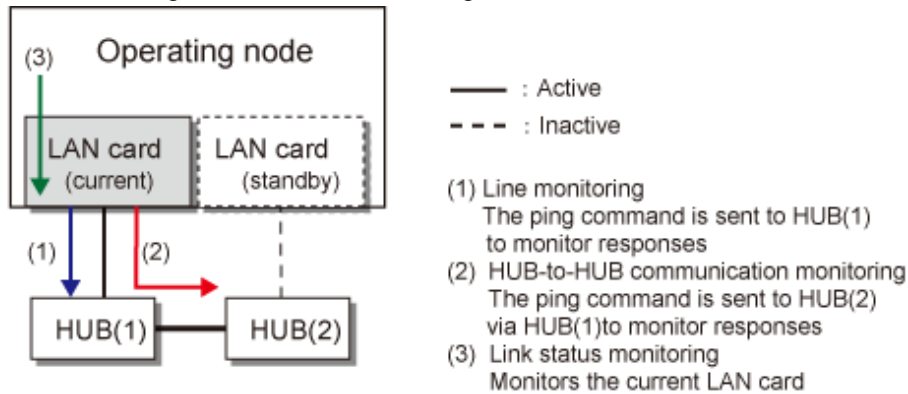 Operating node
(3)
LAN card
(current)
LAN card
(standby)
(1)
(2)
HUB(1)
HUB(2)
: Active
: Inactive
(1) Line monitoring
The ping command is sent to HUB(1)
to monitor responses
(2) HUB-to-HUB communication monitoring
The ping command is sent to HUB(2)
via HUB(1)to monitor responses
(3) Link status monitoring
Monitors the current LAN card